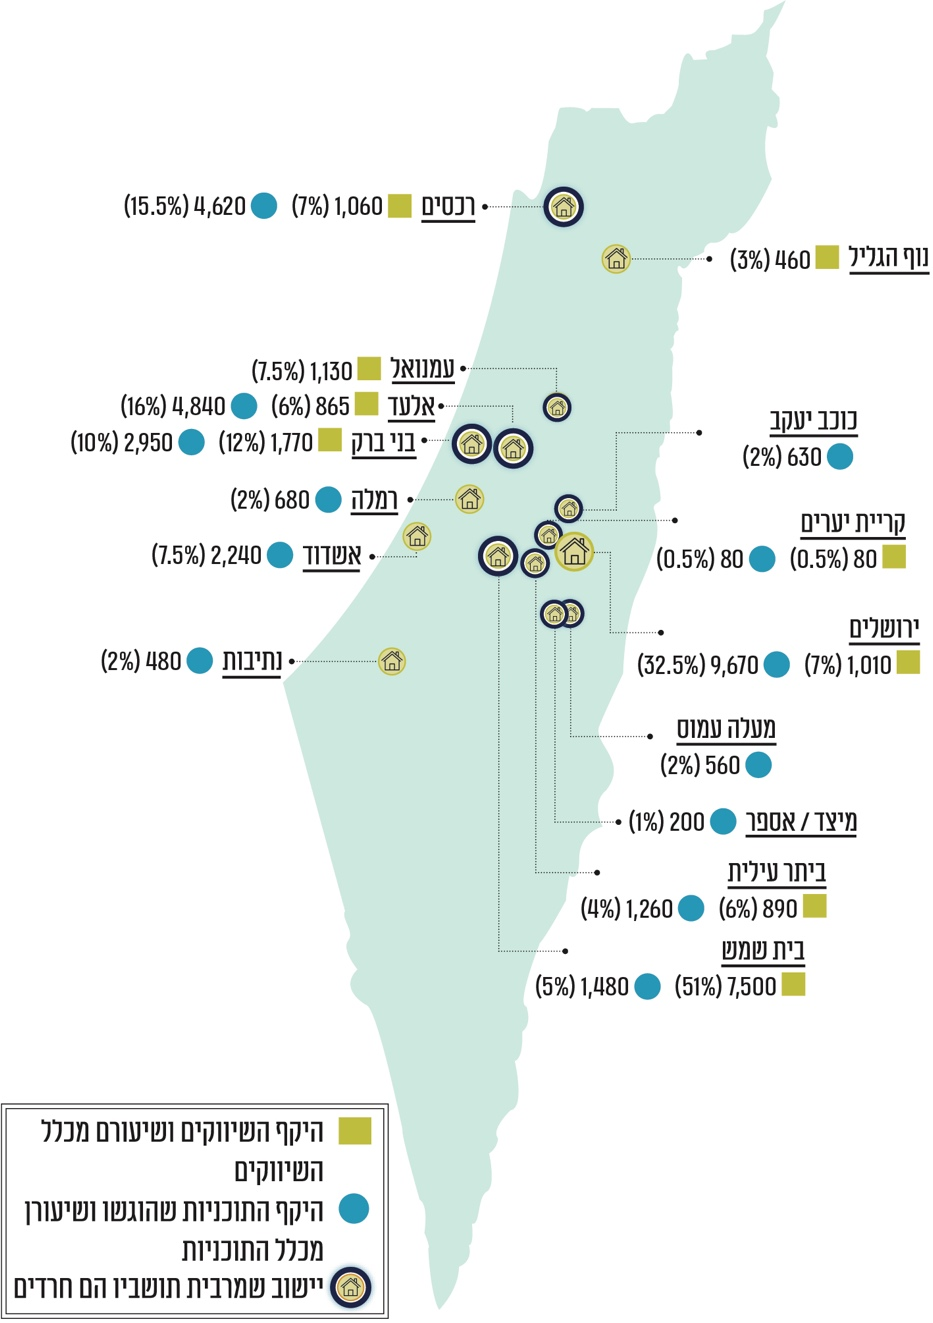 רכסים 1,060 (7%) 4,620 (15.5%)
נוף הגליל 460 (3%)
עמנואל 1,130 (7.5%)
אלעד 865 (6%) 4,840 (16%)
בני ברק 1,770 (12%) 2,950 (10%)
כוכב יעקב
630 (2%)
רמלה 680 (2%)
קריית יערים
80 (0.5%) 80 (0.5%)
אשדוד 2,240 (7.5%)
ירושלים
1,010 (7%) 9,670 (32.5%)
נתיבות 480 (2%)
מעלה עמוס
560 (2%)
מיצד / אספר 200 (1%)
ביתר עילית
890 (6%) 1,260 (4%)
בית שמש
7,500 (51%) 1,480 (5%)
היקף השיווקים ושיעורם מכלל
השיווקים
היקף התוכניות שהוגשו ושיעורן
מכלל התוכניות
יישוב שמרבית תושביו הם חרדים